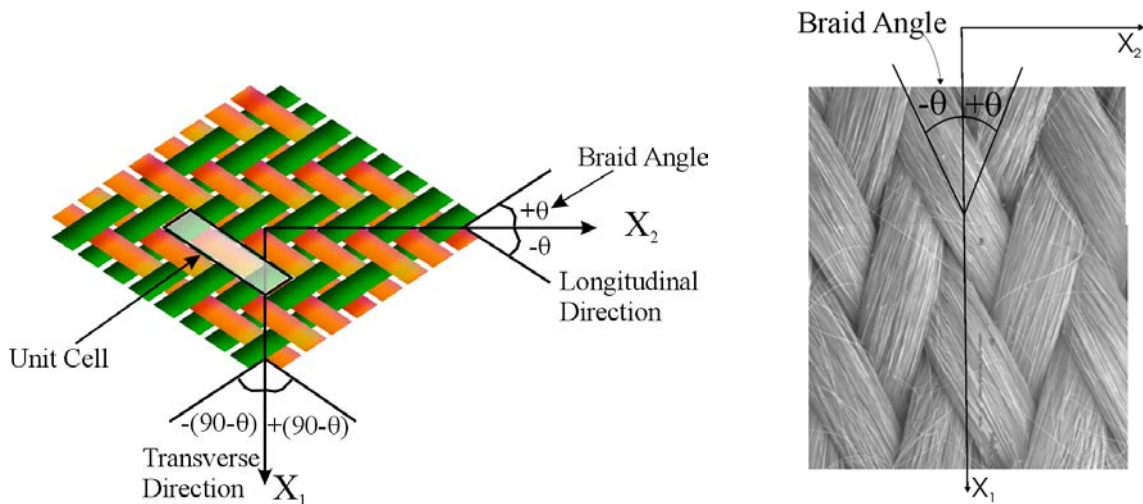 Braid Angle
+θ
-θ
X₂
Longitudinal
Direction
Unit Cell
-(90-θ)
+(90-θ)
Transverse
Direction
X₁
Braid Angle
X₂
-θ
+θ
X₁